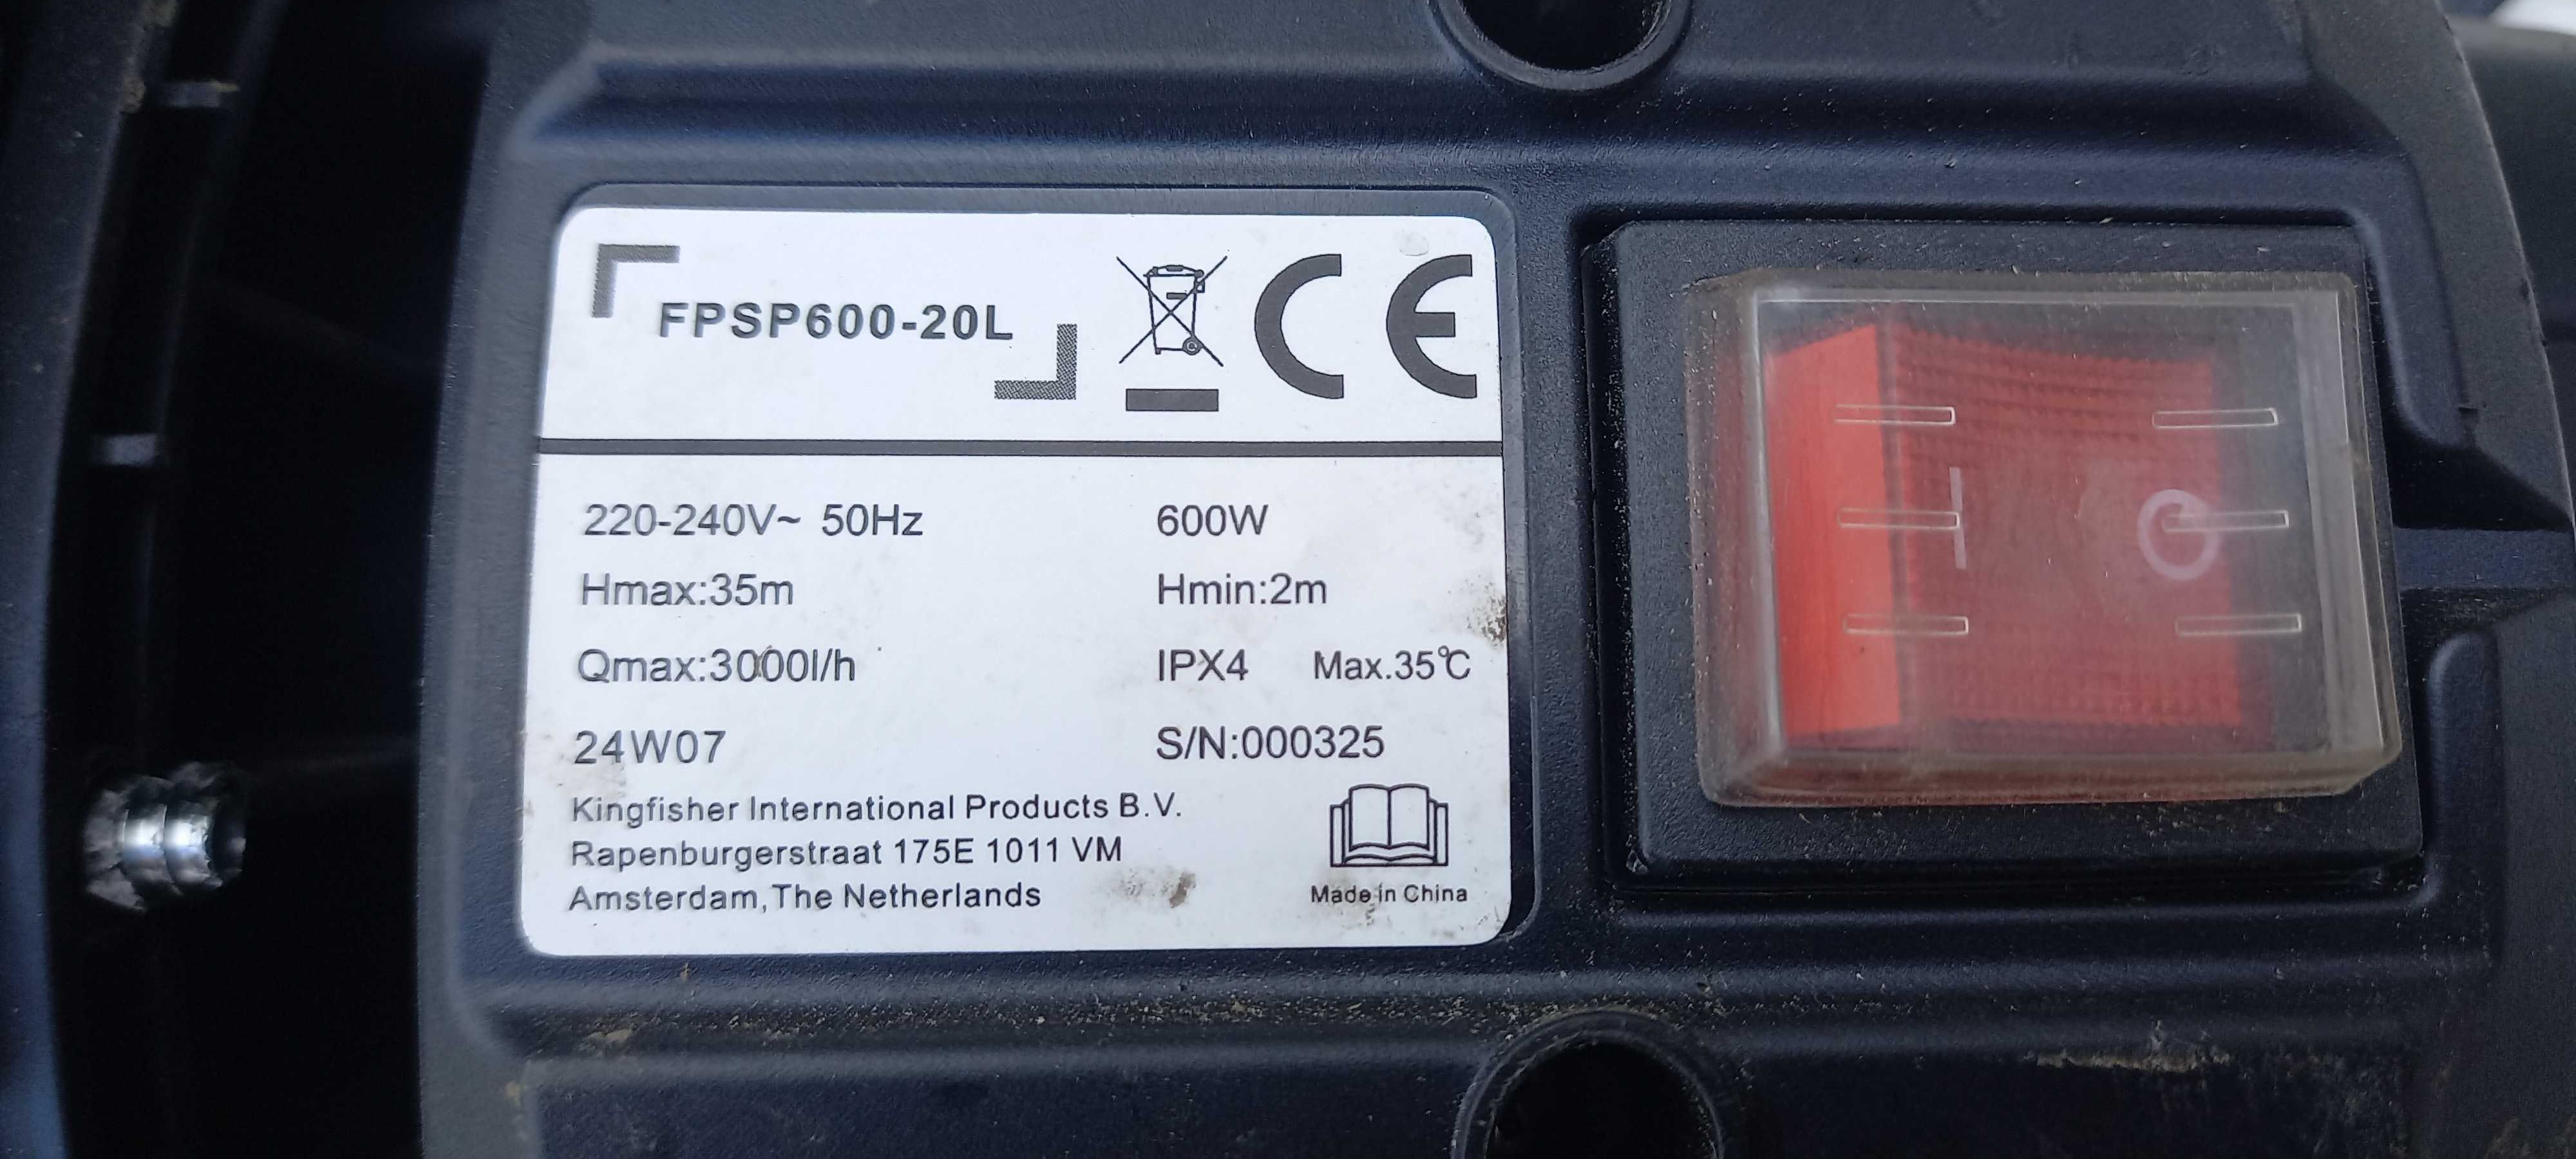 FPSP600-20L
CE
220-240V~ 50Hz 600W
Hmax:35m Hmin:2m
Qmax:3000l/h IPX4 Max.35℃
24W07 S/N:000325
Kingfisher International Products B.V.
Rapenburgerstraat 175E 1011 VM
Amsterdam,The Netherlands
Made in China